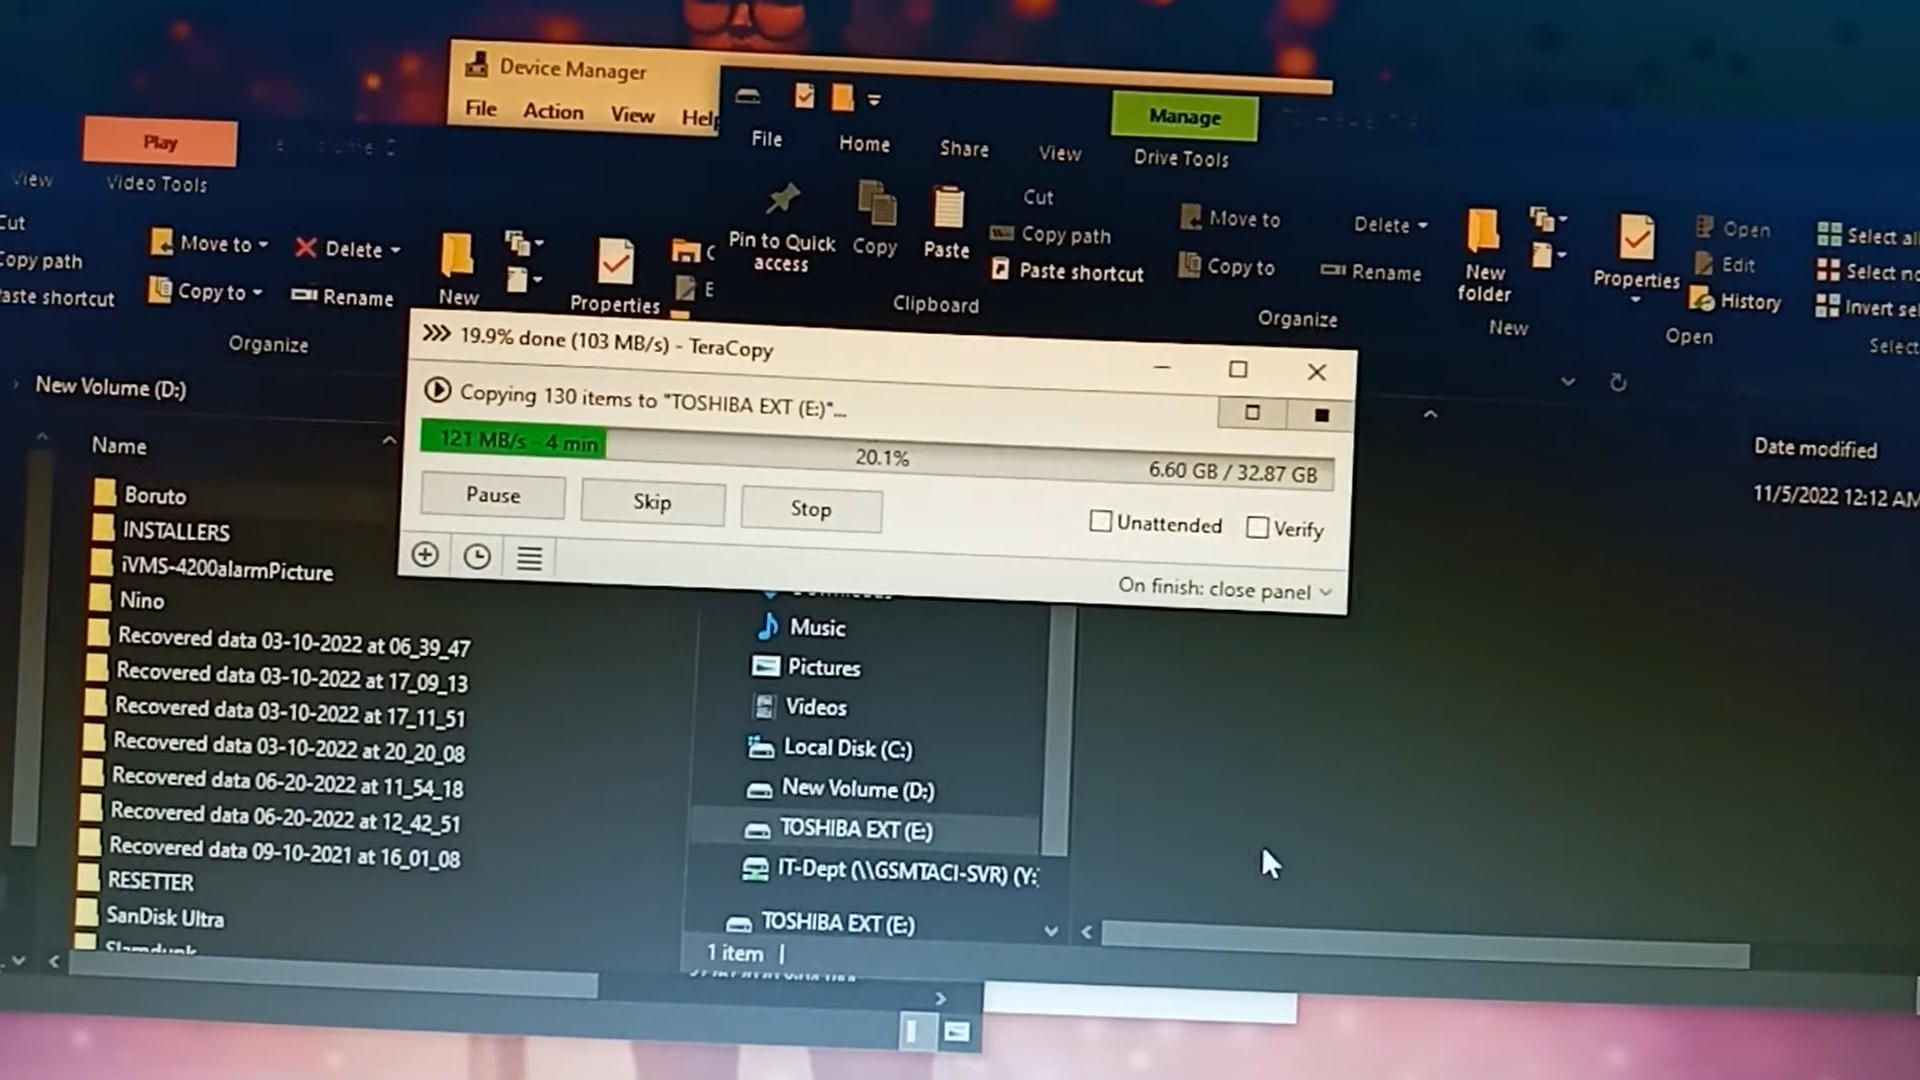 Device Manager
File Action View Help
File Home Share View
Manage
Drive Tools
Play
Video Tools
View
Cut
Copy path
Paste shortcut
Move to
Copy to
Delete
Rename
New
Properties
Organize
Pin to Quick access
Copy
Paste
Cut
Copy path
Paste shortcut
Clipboard
Move to
Copy to
Delete
Rename
Organize
New folder
New
Properties
Open
Edit
History
Open
Select all
Select
Invert
Select
19.9% done (103 MB/s) - TeraCopy
Copying 130 items to "TOSHIBA EXT (E:)"...
121 MB/s - 4 min
20.1%
6.60 GB / 32.87 GB
Pause Skip Stop
Unattended Verify
On finish: close panel
New Volume (D:)
Name
Boruto
INSTALLERS
iVMS-4200alarmPicture
Nino
Recovered data 03-10-2022 at 06_39_47
Recovered data 03-10-2022 at 17_09_13
Recovered data 03-10-2022 at 17_11_51
Recovered data 03-10-2022 at 20_20_08
Recovered data 06-20-2022 at 11_54_18
Recovered data 06-20-2022 at 12_42_51
Recovered data 09-10-2021 at 16_01_08
RESETTER
SanDisk Ultra
Slamdunk
Music
Pictures
Videos
Local Disk (C:)
New Volume (D:)
TOSHIBA EXT (E:)
IT-Dept (\\GSMTACI-SVR) (Y:
TOSHIBA EXT (E:)
1 item
Date modified
11/5/2022 12:12 AM